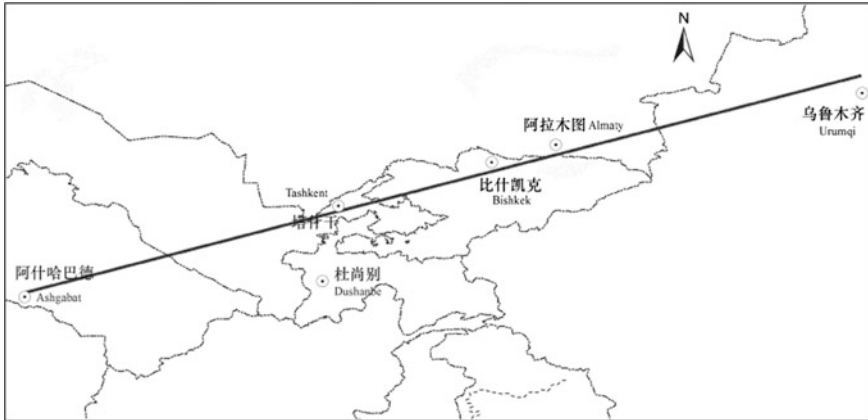 N
乌鲁木齐
Urumqi
阿拉木图 Almaty
比什凯克
Bishkek
Tashkent
塔什干
阿什哈巴德
Ashgabat
杜尚别
Dushanbe